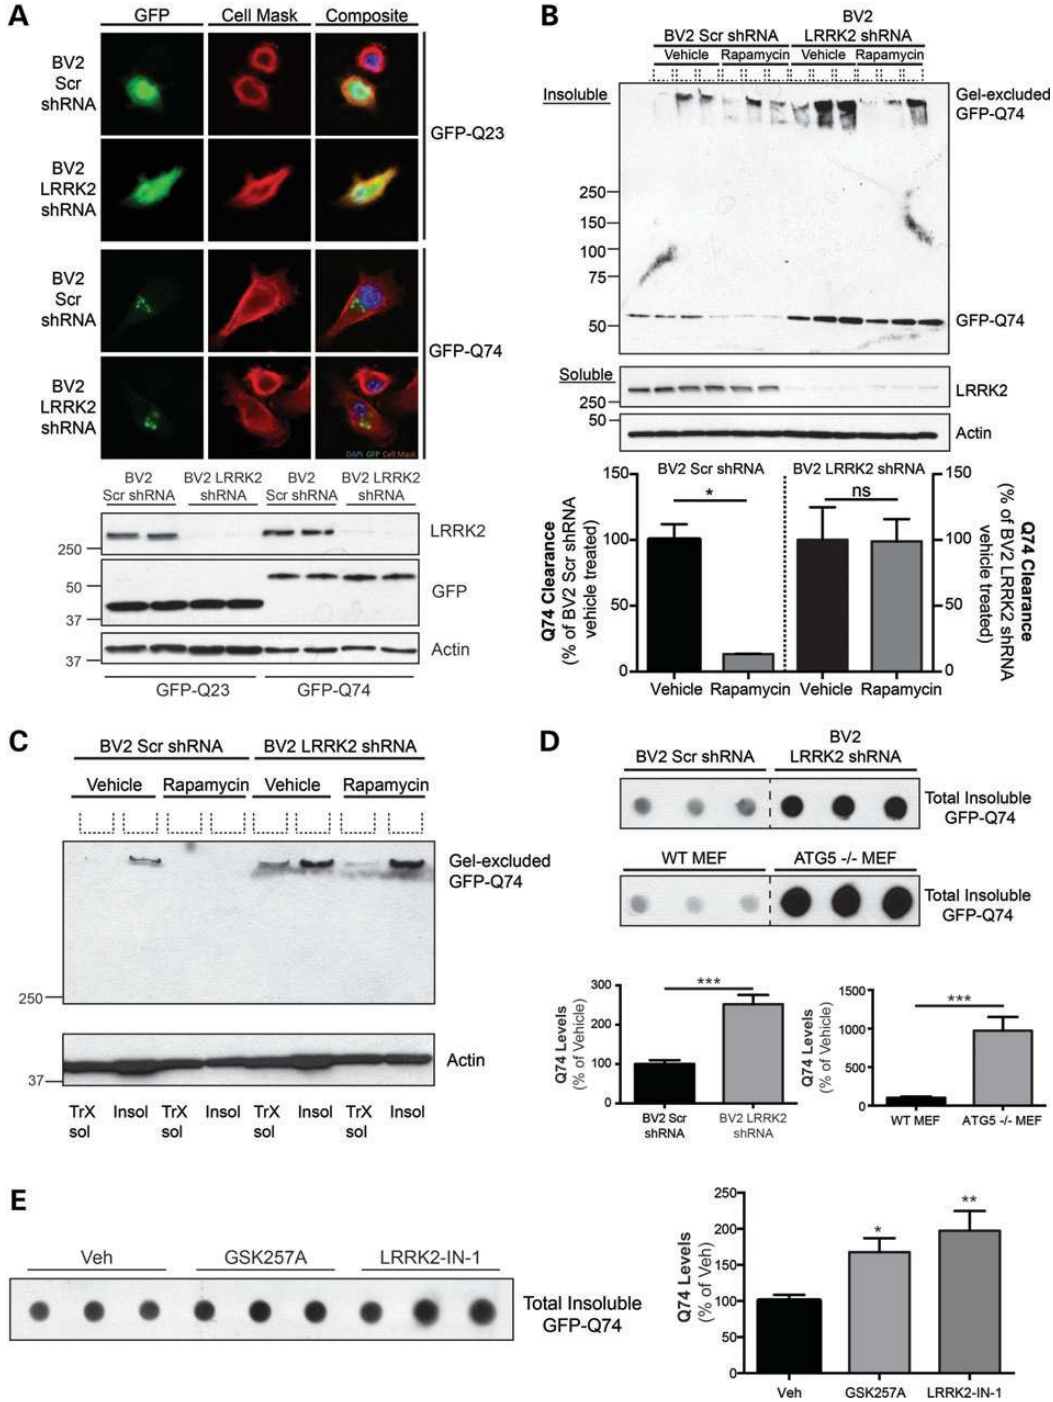 A
GFP Cell Mask Composite
BV2
Scr
shRNA
BV2
LRRK2
shRNA
GFP-Q23
BV2
Scr
shRNA
BV2
LRRK2
shRNA
GFP-Q74
DAPI GFP Cell Mask
BV2
Scr shRNA
BV2 LRRK2
shRNA
BV2
Scr shRNA
BV2 LRRK2
shRNA
LRRK2
250
50
GFP
37
37
Actin
GFP-Q23 GFP-Q74
B
BV2 Scr shRNA
BV2
LRRK2 shRNA
Vehicle Rapamycin Vehicle Rapamycin
Insoluble
Gel-excluded
GFP-Q74
250
150
100
75
50
GFP-Q74
Soluble
250
LRRK2
50
Actin
BV2 Scr shRNA BV2 LRRK2 shRNA
150
100
50
0
* ns
150
100
50
0
Q74 Clearance
(% of BV2 Scr shRNA
vehicle treated)
Q74 Clearance
(% of BV2 LRRK2 shRNA
vehicle treated)
Vehicle Rapamycin Vehicle Rapamycin
C
BV2 Scr shRNA BV2 LRRK2 shRNA
Vehicle Rapamycin Vehicle Rapamycin
Gel-excluded
GFP-Q74
250
Actin
37
TrX
sol
Insol
TrX
sol
Insol
TrX
sol
Insol
TrX
sol
Insol
D
BV2 Scr shRNA
BV2
LRRK2 shRNA
Total Insoluble
GFP-Q74
WT MEF ATG5 -/- MEF
Total Insoluble
GFP-Q74
Q74 Levels
(% of Vehicle)
300
200
100
0
***
BV2 Scr
shRNA
BV2 LRRK2
shRNA
Q74 Levels
(% of Vehicle)
1500
1000
500
0
***
WT MEF ATG5 -/- MEF
E
Veh GSK257A LRRK2-IN-1
Total Insoluble
GFP-Q74
Q74 Levels
(% of Veh)
250
200
150
100
50
0
* **
Veh GSK257A LRRK2-IN-1